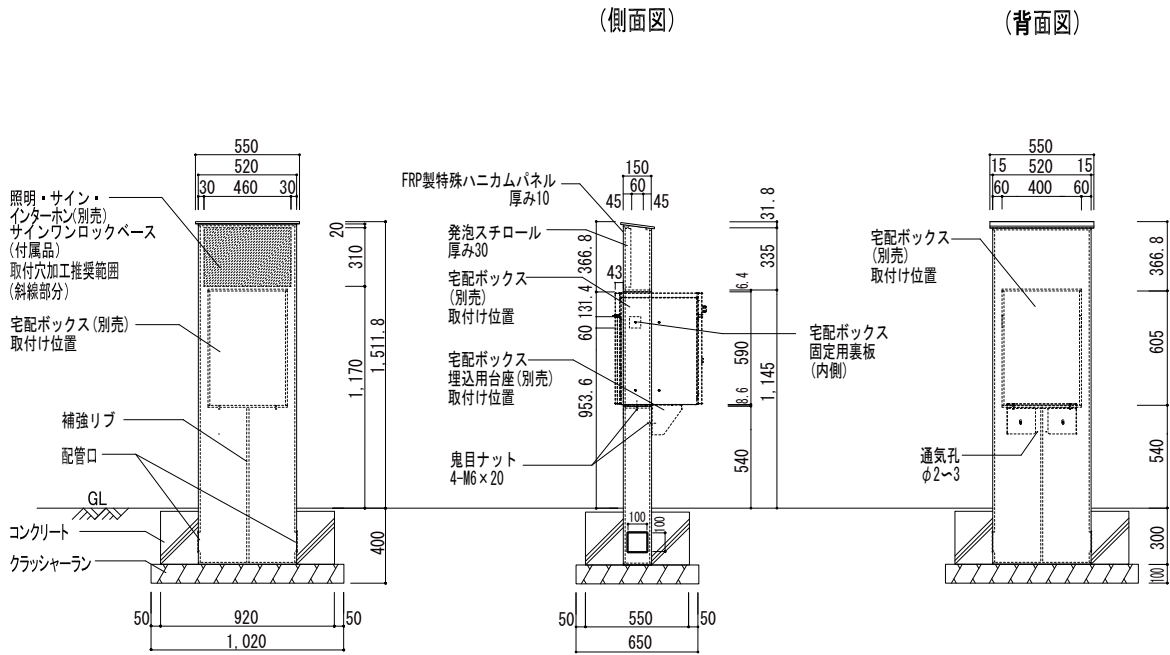 (側面図)
(背面図)
550
520
30 460 30
照明・サイン・
インターホン(別売)
サインワンロックベース
(付属品)
取付穴加工推奨範囲
(斜線部分)
宅配ボックス(別売)
取付け位置
補強リブ
配管口
GL
コンクリート
クラッシャーラン
20
310
1,170
1,511.8
400
50 920 50
1,020
150
60
45 45
FRP製特殊ハニカムパネル
厚み10
発泡スチロール
厚み30
宅配ボックス
(別売)
取付け位置
宅配ボックス
埋込用台座(別売)
取付け位置
鬼目ナット
4-M6×20
366.8
43
131.4
60
953.6
31.8
335
6.4
590
8.6
1,145
540
宅配ボックス
固定用裏板
(内側)
100
100
50 550 50
650
550
15 520 15
60 400 60
宅配ボックス
(別売)
取付け位置
通気孔
φ2~3
366.8
605
540
300
100